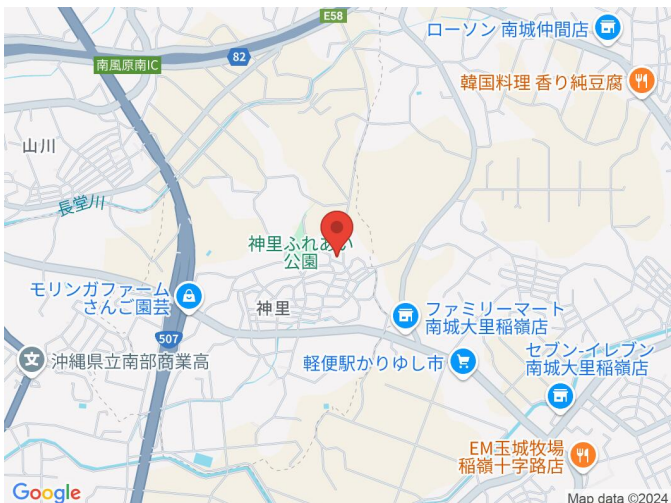 E58
ローソン 南城仲間店
南風原南IC
82
韓国料理 香り純豆腐
山川
長堂川
神里ふれあい
公園
モリンガファーム
さんご園芸
神里
ファミリーマート
南城大里稲嶺店
507
沖縄県立南部商業高
軽便駅かりゆし市
セブン-イレブン
南城大里稲嶺店
EM玉城牧場
稲嶺十字路店
Google
Map data ©2024